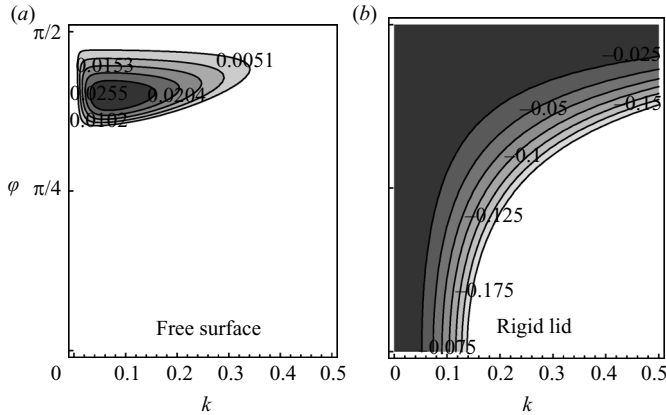 (a)
(b)
π/2
0.0051
0.0153
0.0255
0.0204
0.0102
φ
π/4
Free surface
0
0.1
0.2
0.3
0.4
0.5
k
−0.025
−0.05
−0.15
−0.1
−0.125
−0.175
0.075
Rigid lid
0
0.1
0.2
0.3
0.4
0.5
k